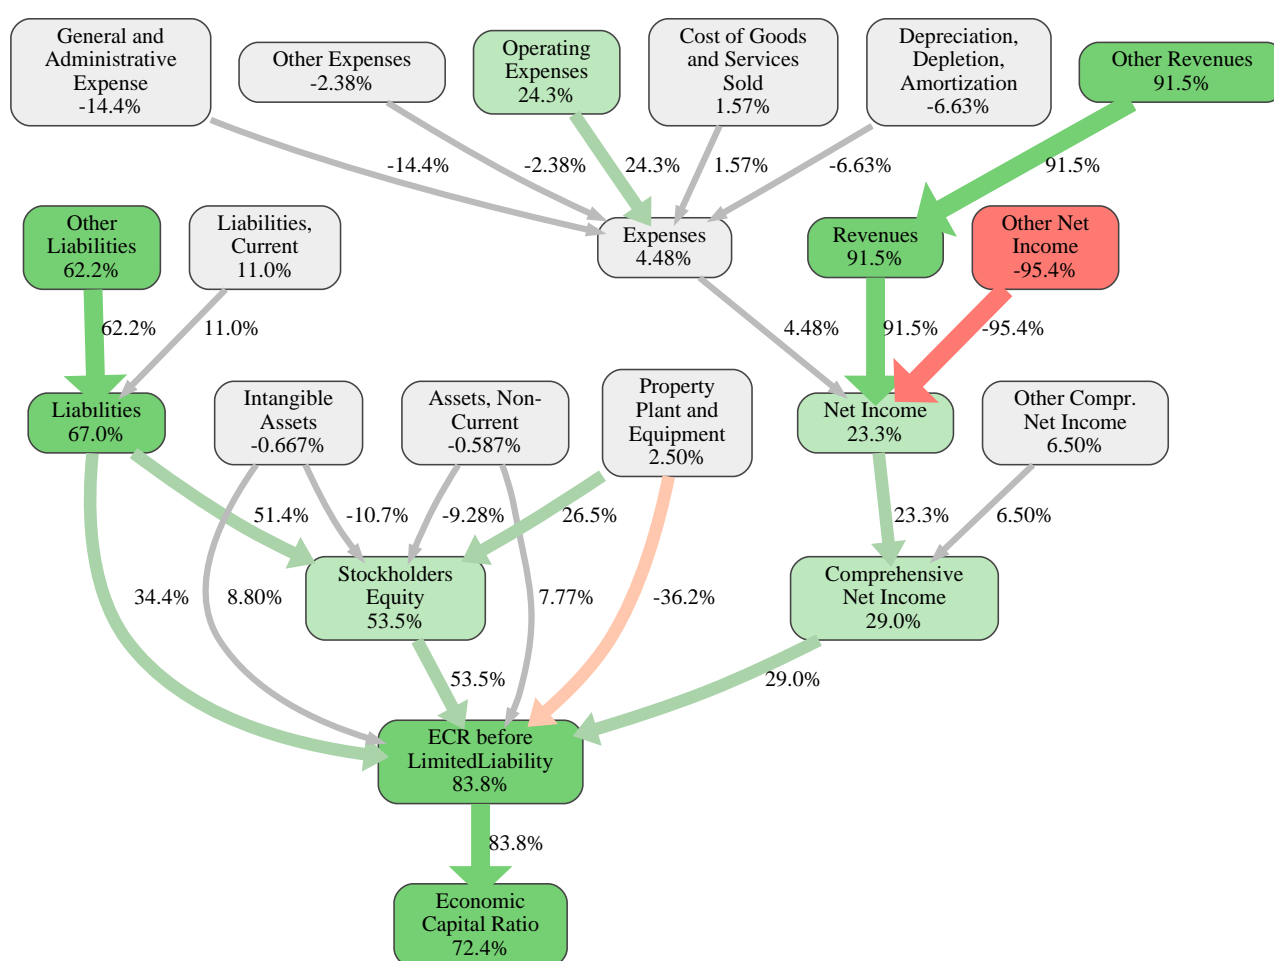 General and
Administrative
Expense
-14.4%
Other Expenses
-2.38%
Operating
Expenses
24.3%
Cost of Goods
and Services
Sold
1.57%
Depreciation,
Depletion,
Amortization
-6.63%
Other Revenues
91.5%
-14.4%
-2.38%
24.3%
1.57%
-6.63%
91.5%
Other
Liabilities
62.2%
Liabilities,
Current
11.0%
Expenses
4.48%
Revenues
91.5%
Other Net
Income
-95.4%
62.2%
11.0%
4.48%
91.5%
-95.4%
Liabilities
67.0%
Intangible
Assets
-0.667%
Assets, Non-
Current
-0.587%
Property
Plant and
Equipment
2.50%
Net Income
23.3%
Other Compr.
Net Income
6.50%
51.4%
-10.7%
-9.28%
26.5%
23.3%
6.50%
Stockholders
Equity
53.5%
Comprehensive
Net Income
29.0%
34.4%
8.80%
7.77%
-36.2%
53.5%
29.0%
ECR before
LimitedLiability
83.8%
83.8%
Economic
Capital Ratio
72.4%